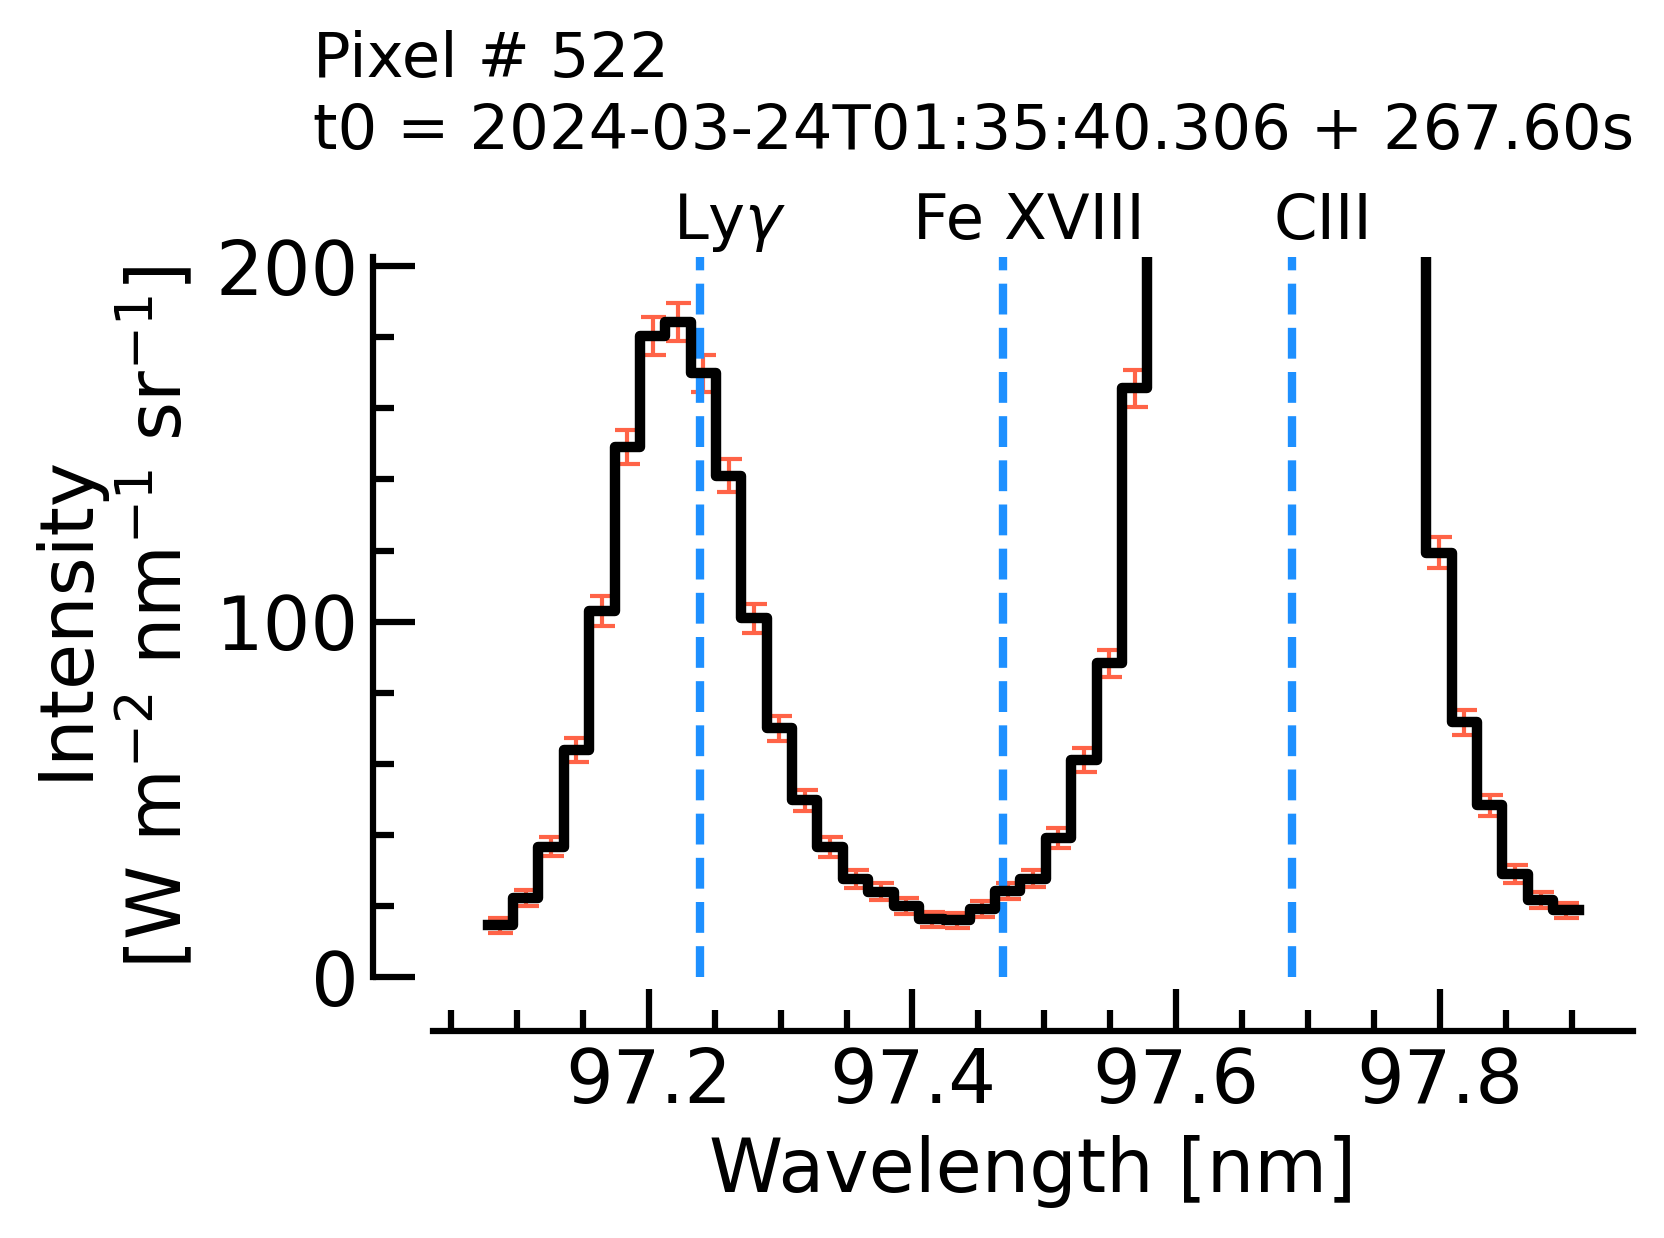 Pixel # 522
t0 = 2024-03-24T01:35:40.306 + 267.60s
Lyγ Fe XVIII CIII
200
100
0
Intensity
[W m⁻² nm⁻¹ sr⁻¹]
97.2 97.4 97.6 97.8
Wavelength [nm]